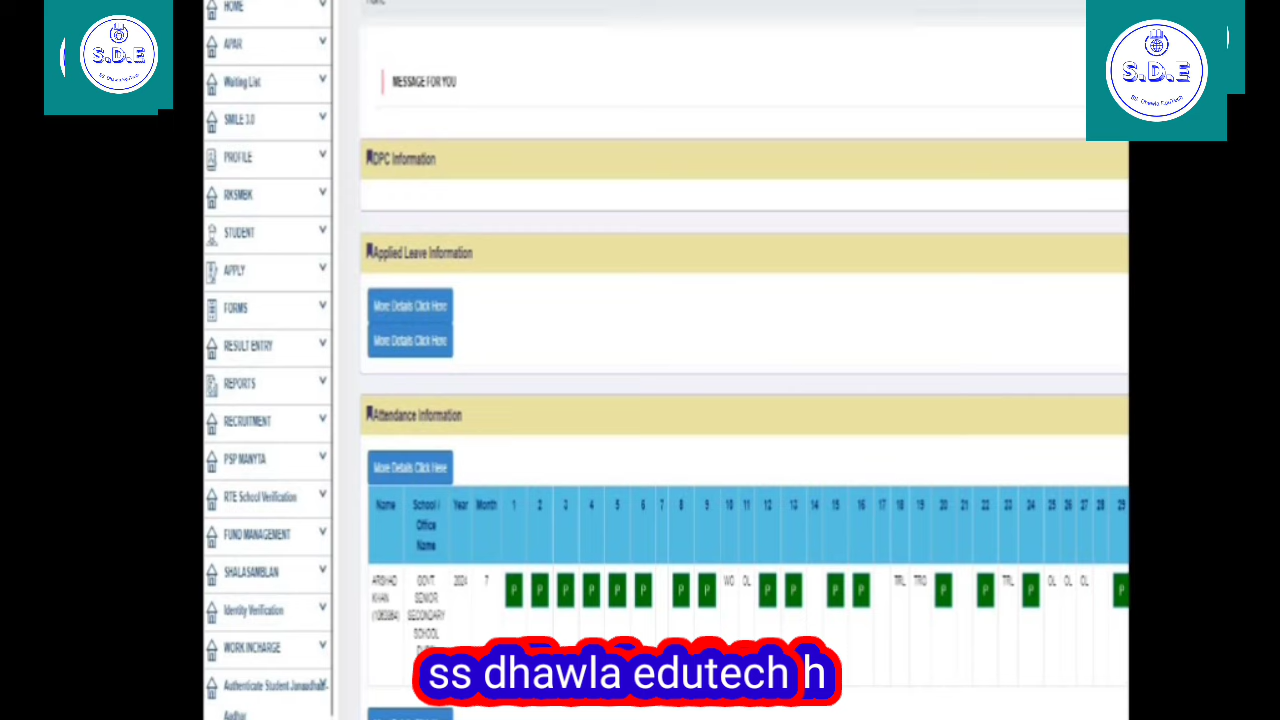 HOME
APAR
Waiting List
SMILE 3.0
PROFILE
RKSMBK
STUDENT
APPLY
FORMS
RESULT ENTRY
REPORTS
RECRUITMENT
PSP MANYTA
RTE School Verification
FUND MANAGEMENT
SHALASAMBLAN
Identity Verification
WORK INCHARGE
Authenticate Student Janaadhaar-
Aadhar
S.D.E
S.D.E
MESSAGE FOR YOU
DPC Information
Applied Leave Information
More Details Click Here
More Details Click Here
Attendance Information
More Details Click Here
Name School / Office Name Year Month 1 2 3 4 5 6 7 8 9 10 11 12 13 14 15 16 17 18 19 20 21 22 23 24 25 26 27 28 29
KHAN GOVT. SENIOR SECONDARY SCHOOL 2024 7 P P P P P P P P WO OL P P P P TRL TRO P P TRL P OL OL OL P
ss dhawla edutech h